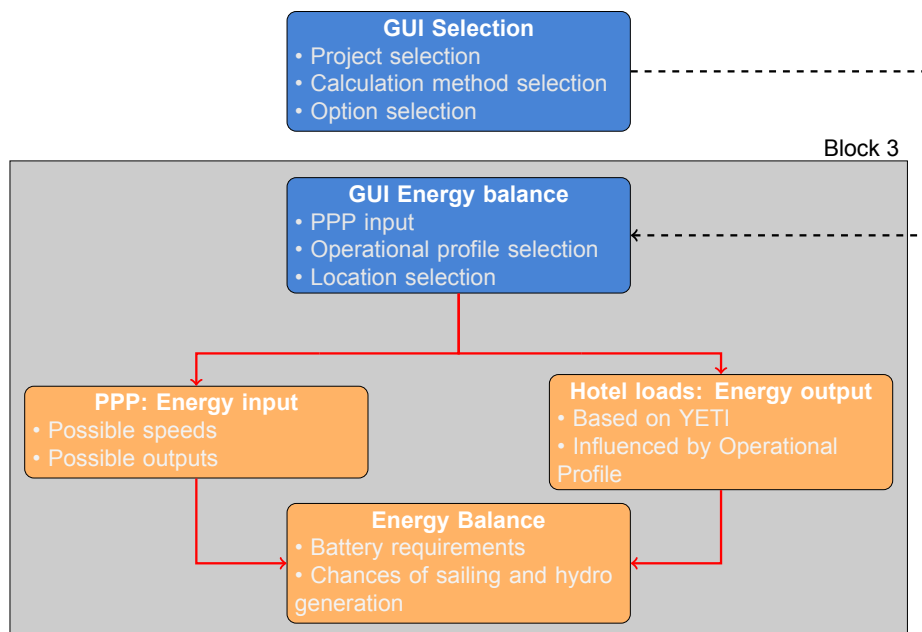 GUI Selection
• Project selection
• Calculation method selection
• Option selection
Block 3
GUI Energy balance
• PPP input
• Operational profile selection
• Location selection
PPP: Energy input
• Possible speeds
• Possible outputs
Hotel loads: Energy output
• Based on YETI
• Influenced by Operational
Profile
Energy Balance
• Battery requirements
• Chances of sailing and hydro
generation